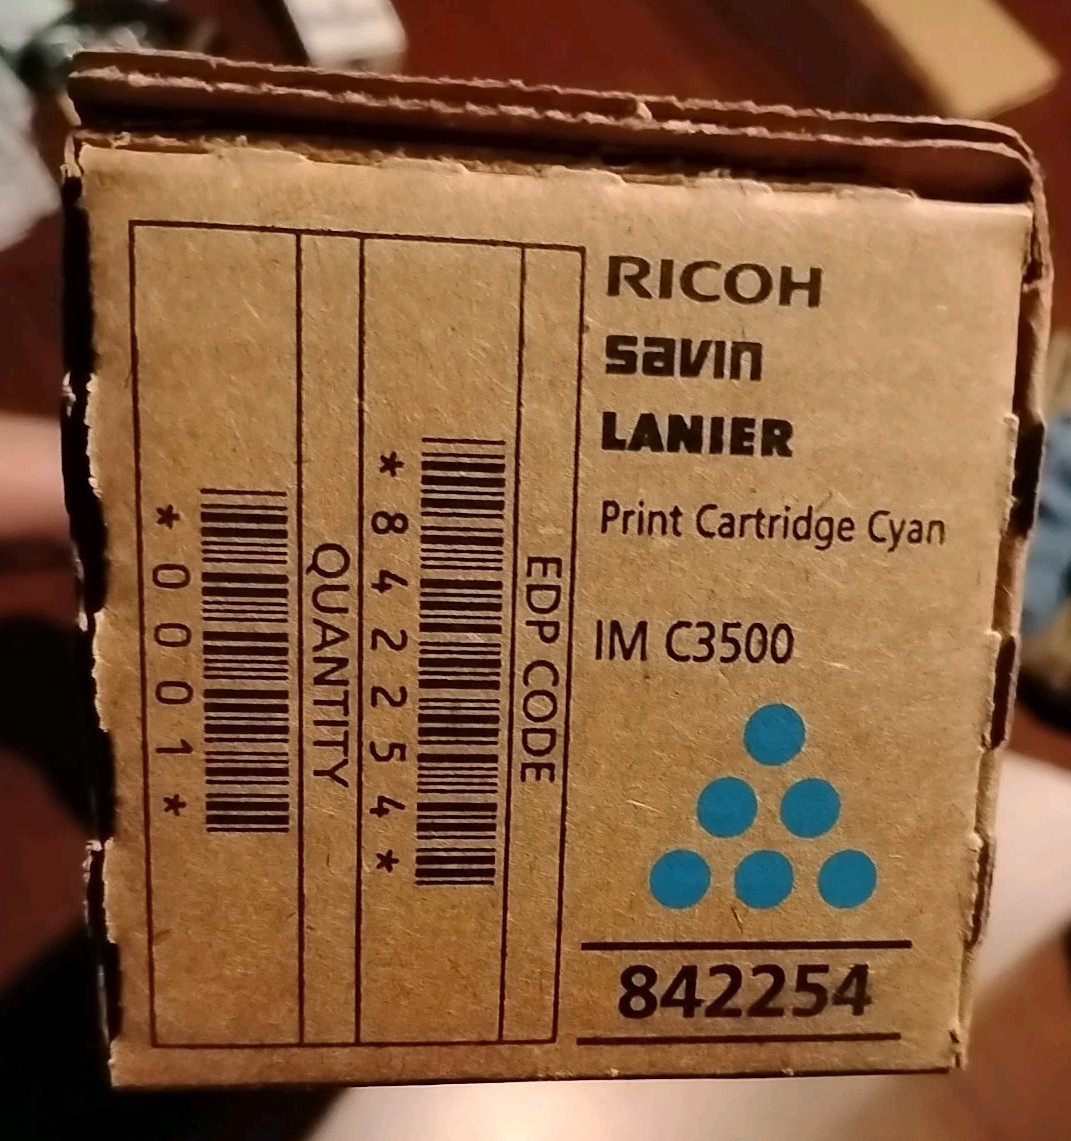 RICOH
savin
LANIER
Print Cartridge Cyan
IM C3500
842254
EDP CODE
*842254*
QUANTITY
*0001*